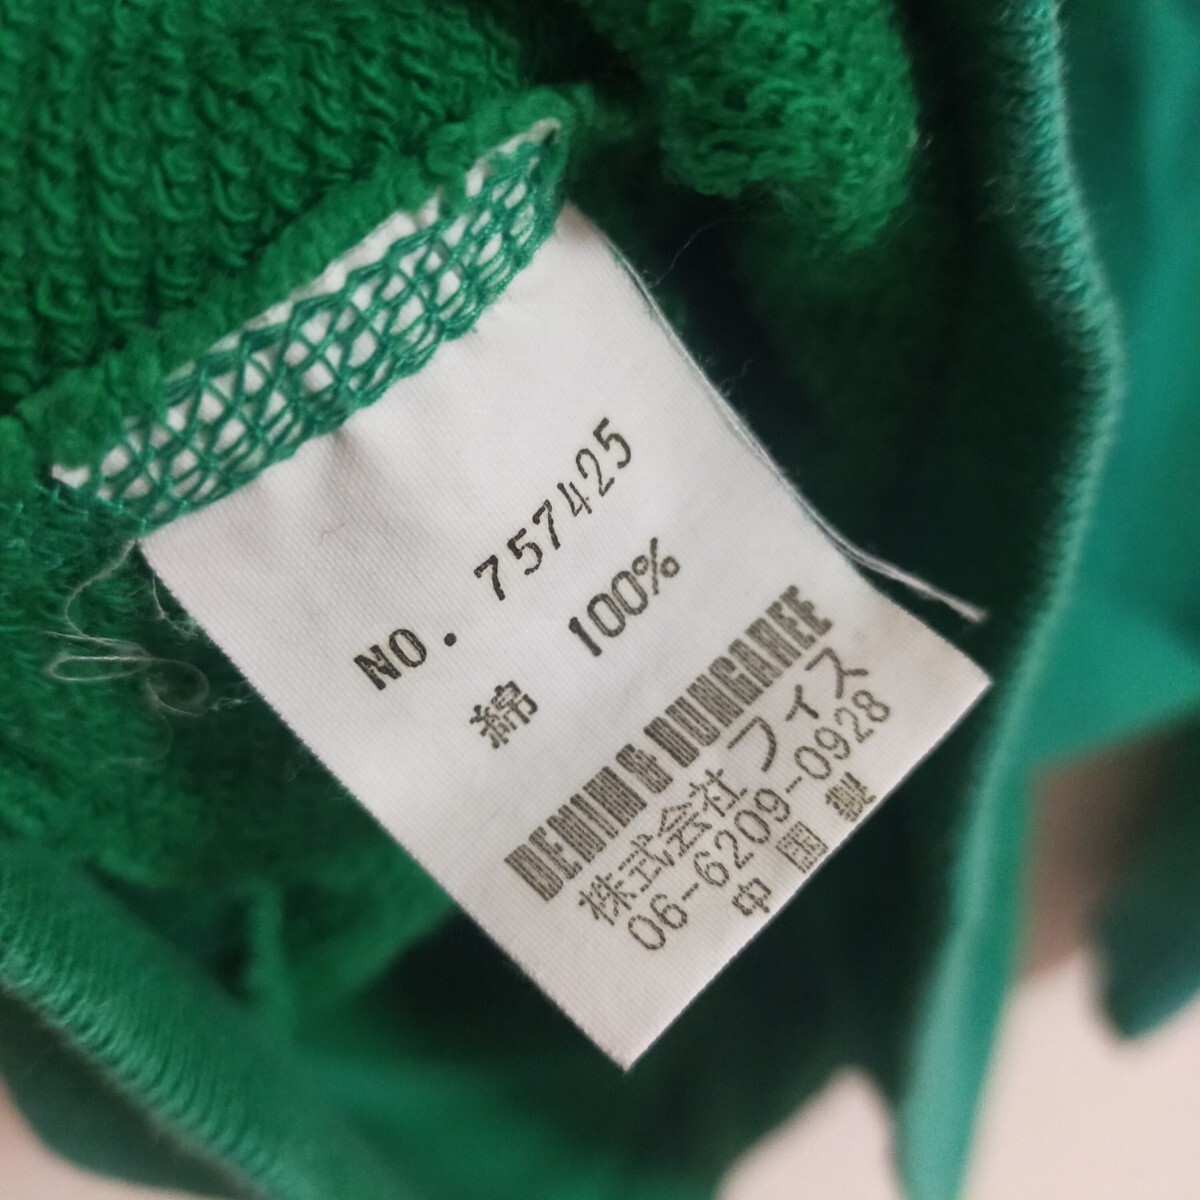 NO. 757425
綿 100%
DENIM & DUNGAREE
株式会社フィス
06-6209-0928
中国製